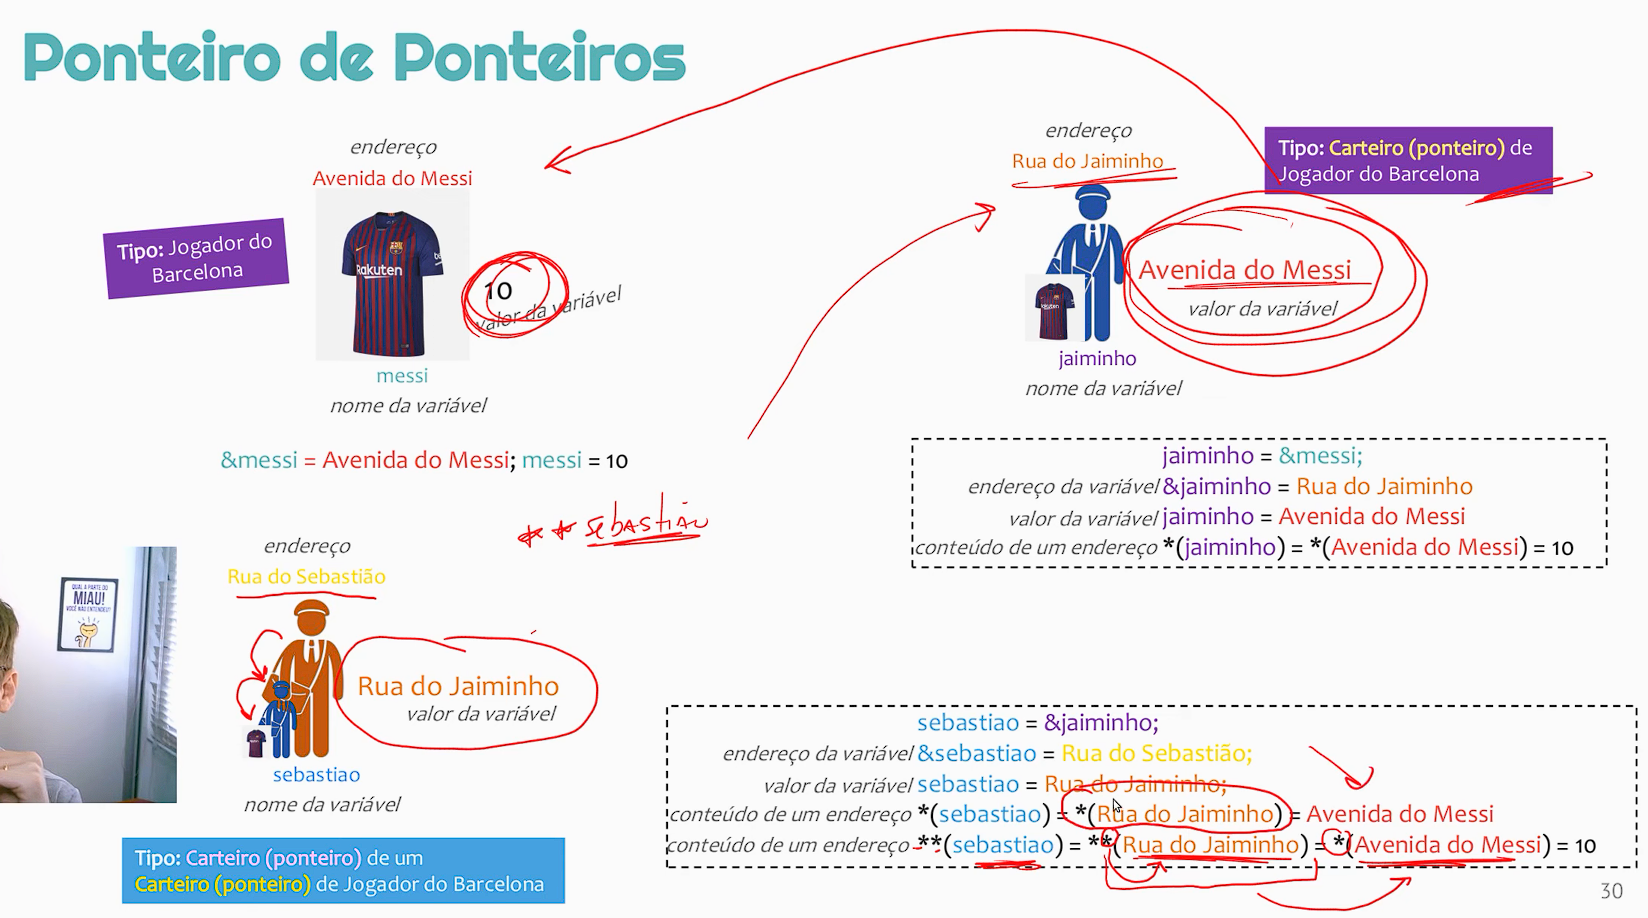 Ponteiro de Ponteiros
endereço
Avenida do Messi
Tipo: Jogador do
Barcelona
Rakuten
10
valor da variável
messi
nome da variável
&messi = Avenida do Messi; messi = 10
endereço
Rua do Jaiminho
Tipo: Carteiro (ponteiro) de
Jogador do Barcelona
Avenida do Messi
valor da variável
Rakuten
jaiminho
nome da variável
jaiminho = &messi;
endereço da variável &jaiminho = Rua do Jaiminho
valor da variável jaiminho = Avenida do Messi
conteúdo de um endereço *(jaiminho) = *(Avenida do Messi) = 10
** sebastião
endereço
Rua do Sebastião
QUAL A PARTE DO
MIAU!
VOCÊ NÃO ENTENDEU?
Rua do Jaiminho
valor da variável
sebastiao
nome da variável
Tipo: Carteiro (ponteiro) de um
Carteiro (ponteiro) de Jogador do Barcelona
sebastiao = &jaiminho;
endereço da variável &sebastiao = Rua do Sebastião;
valor da variável sebastiao = Rua do Jaiminho;
conteúdo de um endereço *(sebastiao) = *(Rua do Jaiminho) = Avenida do Messi
conteúdo de um endereço **(sebastiao) = **(Rua do Jaiminho) = *(Avenida do Messi) = 10
30